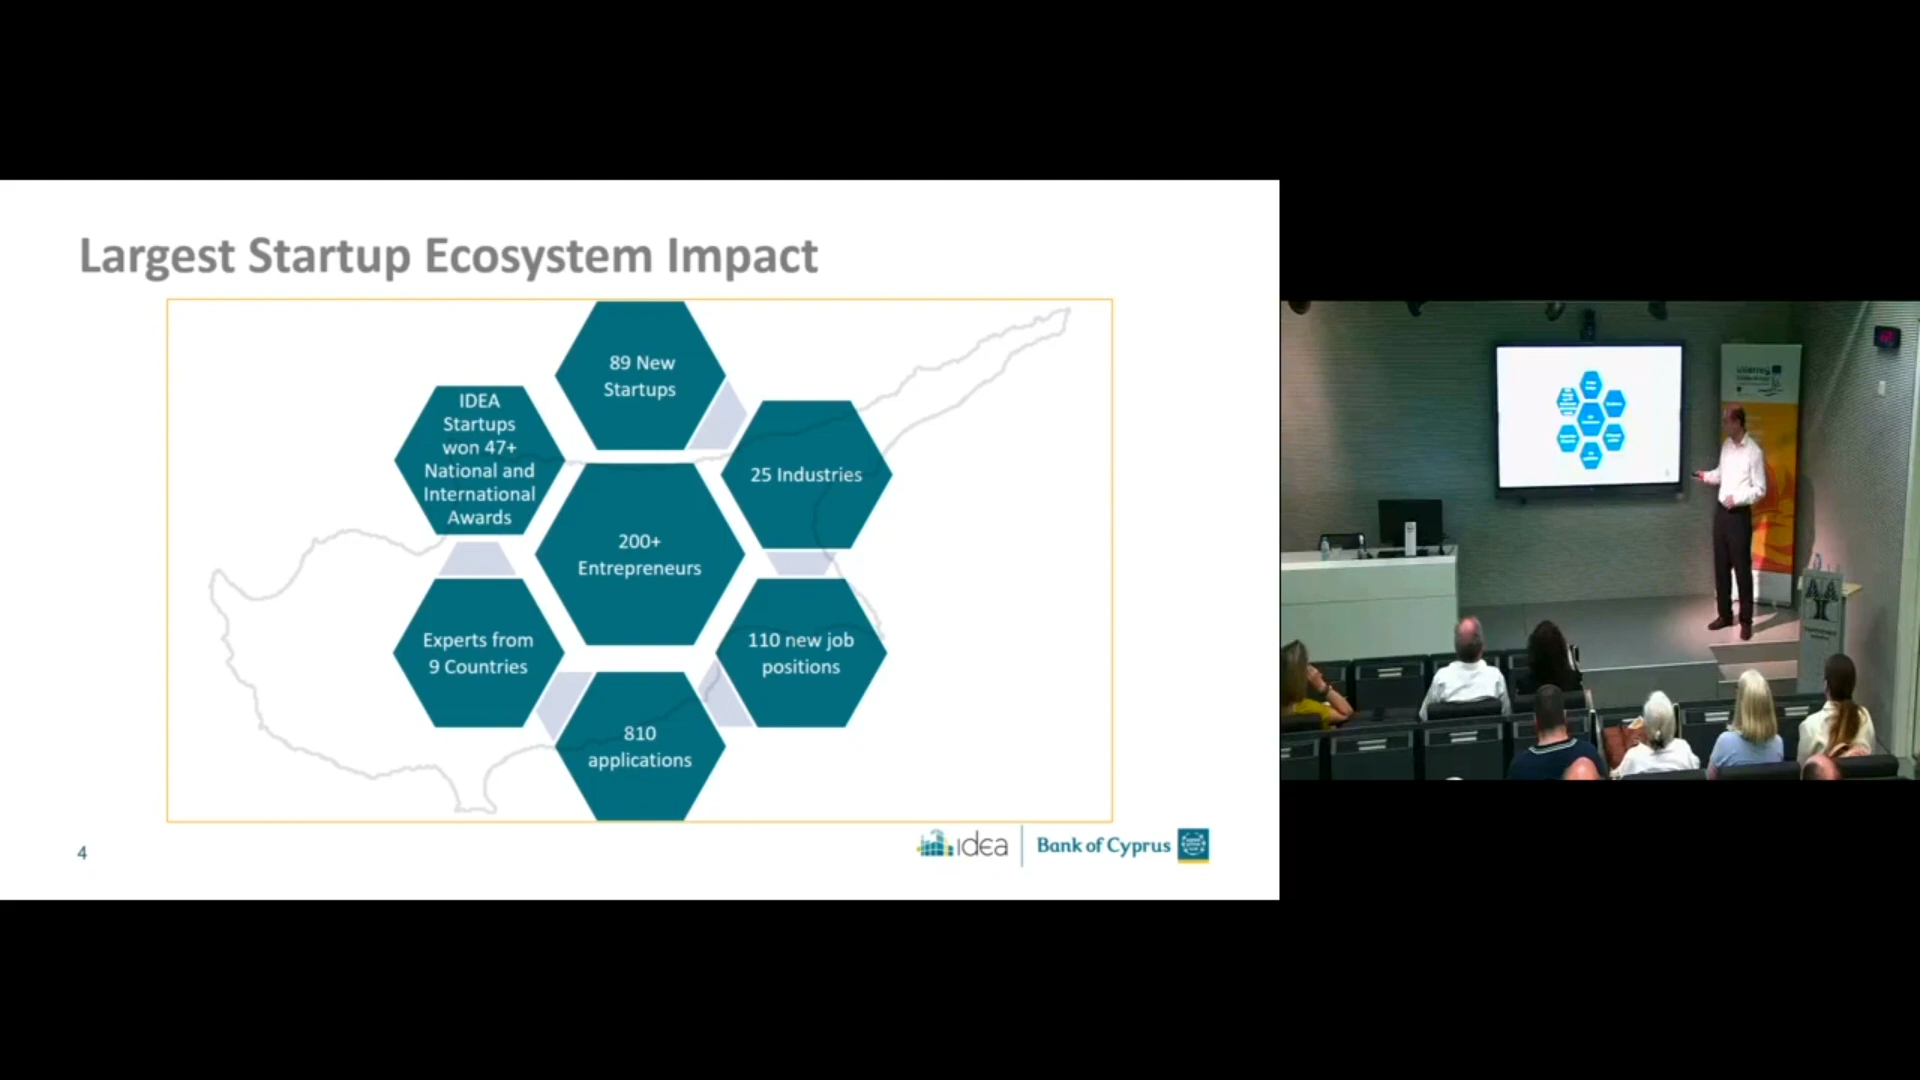 Largest Startup Ecosystem Impact
89 New
Startups
IDEA
Startups
won 47+
National and
International
Awards
25 Industries
200+
Entrepreneurs
Experts from
9 Countries
110 new job
positions
810
applications
4
idea
Bank of Cyprus